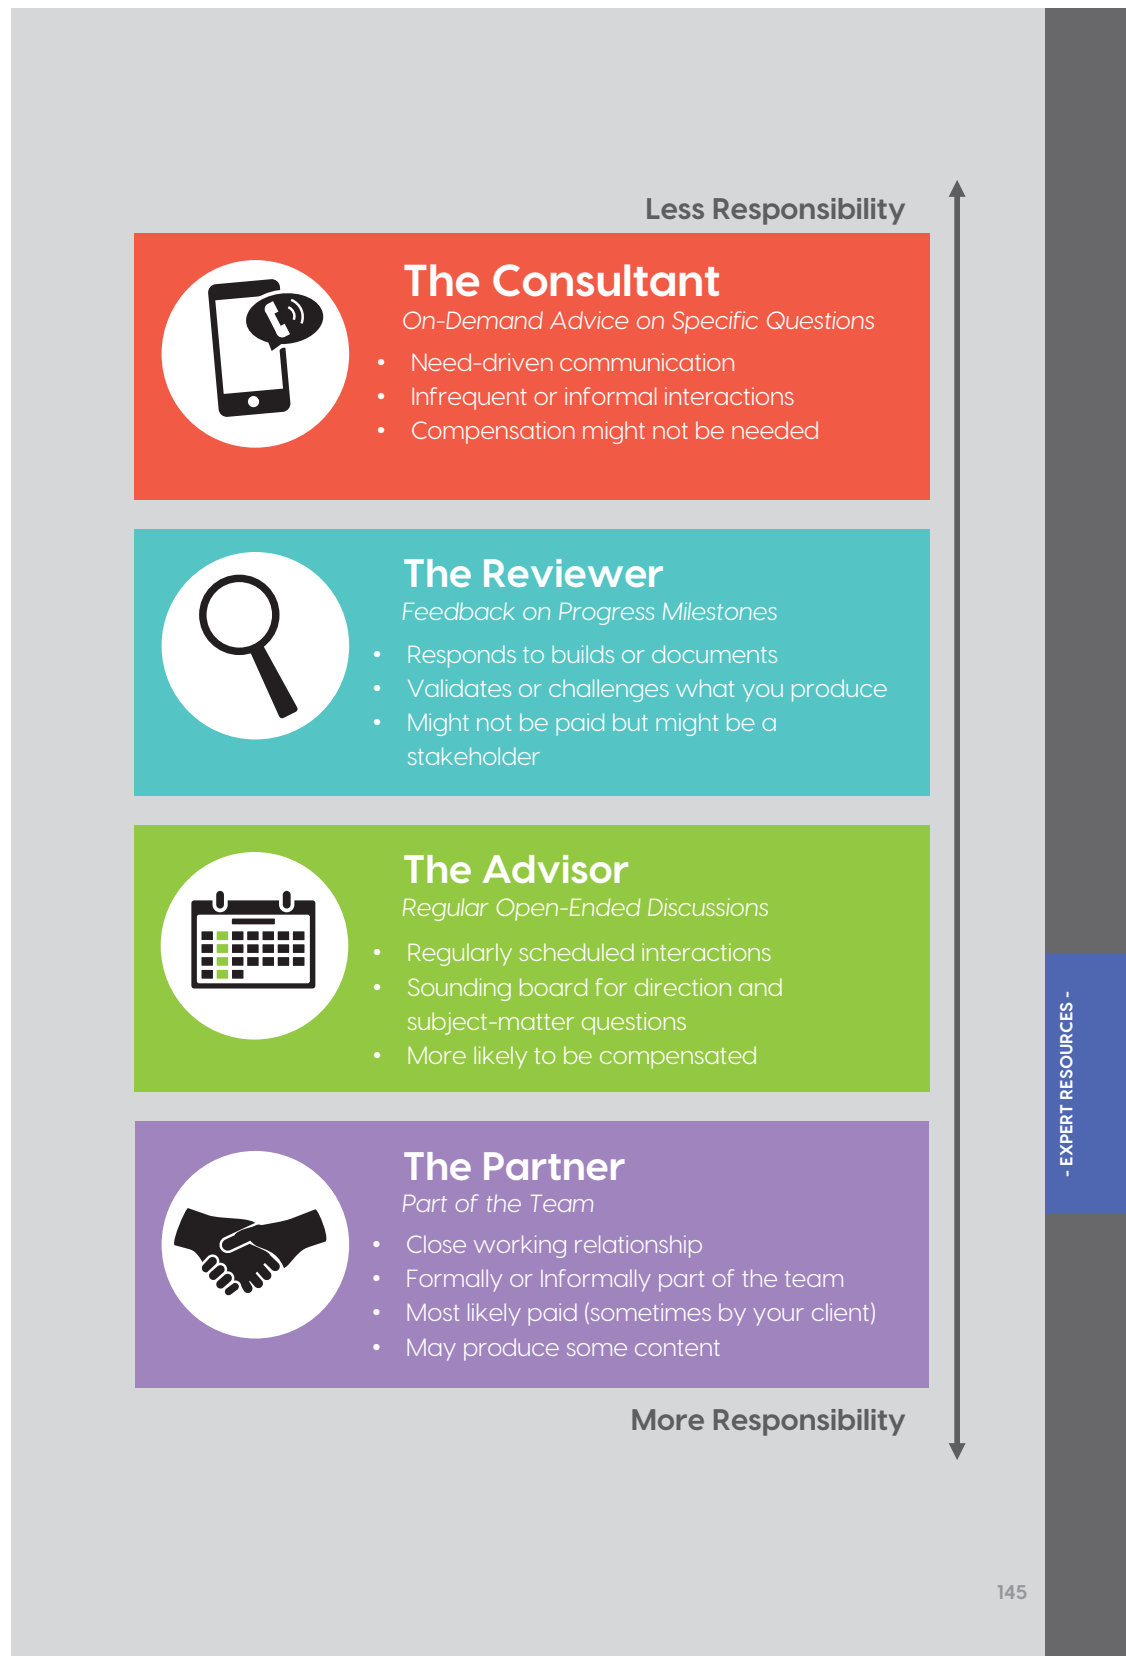 Less Responsibility
The Consultant
On-Demand Advice on Specific Questions
• Need-driven communication
• Infrequent or informal interactions
• Compensation might not be needed
The Reviewer
Feedback on Progress Milestones
• Responds to builds or documents
• Validates or challenges what you produce
• Might not be paid but might be a
stakeholder
The Advisor
Regular Open-Ended Discussions
• Regularly scheduled interactions
• Sounding board for direction and
subject-matter questions
• More likely to be compensated
The Partner
Part of the Team
• Close working relationship
• Formally or Informally part of the team
• Most likely paid (sometimes by your client)
• May produce some content
More Responsibility
- EXPERT RESOURCES -
145